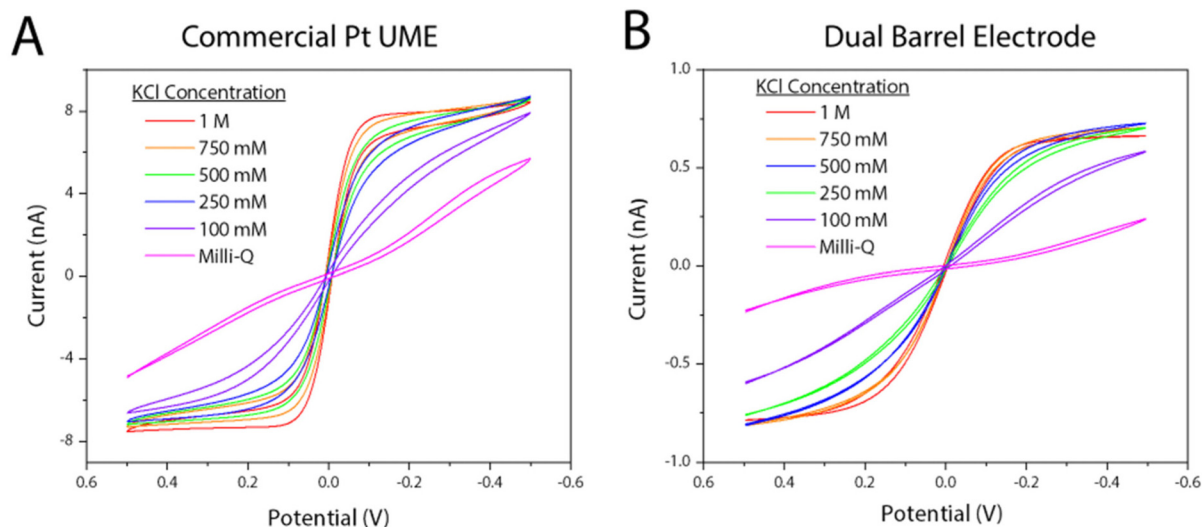 A
Commercial Pt UME
KCl Concentration
1 M
750 mM
500 mM
250 mM
100 mM
Milli-Q
8
4
0
-4
-8
Current (nA)
0.6
0.4
0.2
0.0
-0.2
-0.4
-0.6
Potential (V)
B
Dual Barrel Electrode
KCl Concentration
1 M
750 mM
500 mM
250 mM
100 mM
Milli-Q
1.0
0.5
0.0
-0.5
-1.0
Current (nA)
0.6
0.4
0.2
0.0
-0.2
-0.4
-0.6
Potential (V)